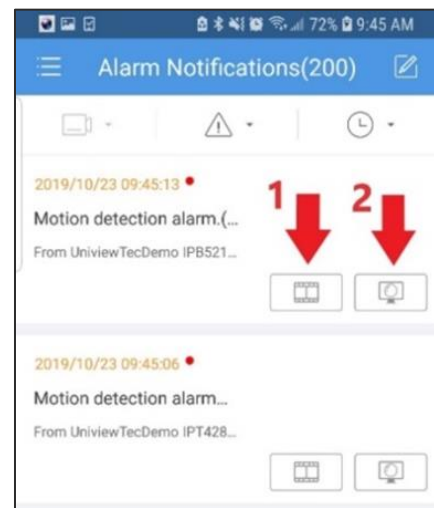 72% 9:45 AM
Alarm Notifications(200)
2019/10/23 09:45:13
1 2
Motion detection alarm.(...
From UniviewTecDemo IPB521...
2019/10/23 09:45:06
Motion detection alarm...
From UniviewTecDemo IPT428...